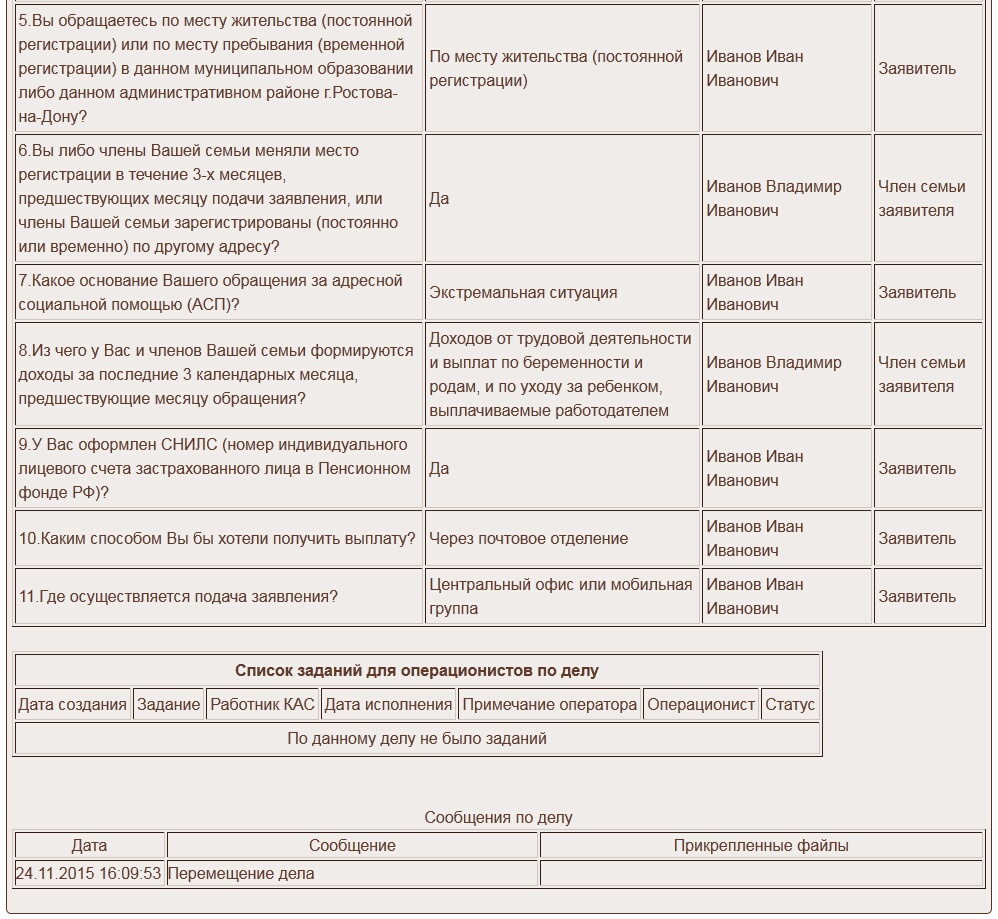 5.Вы обращаетесь по месту жительства (постоянной
регистрации) или по месту пребывания (временной
регистрации) в данном муниципальном образовании
либо данном административном районе г.Ростова-
на-Дону?
По месту жительства (постоянной
регистрации)
Иванов Иван
Иванович
Заявитель
6.Вы либо члены Вашей семьи меняли место
регистрации в течение 3-х месяцев,
предшествующих месяцу подачи заявления, или
члены Вашей семьи зарегистрированы (постоянно
или временно) по другому адресу?
Да
Иванов Владимир
Иванович
Член семьи
заявителя
7.Какое основание Вашего обращения за адресной
социальной помощью (АСП)?
Экстремальная ситуация
Иванов Иван
Иванович
Заявитель
8.Из чего у Вас и членов Вашей семьи формируются
доходы за последние 3 календарных месяца,
предшествующие месяцу обращения?
Доходов от трудовой деятельности
и выплат по беременности и
родам, и по уходу за ребенком,
выплачиваемые работодателем
Иванов Владимир
Иванович
Член семьи
заявителя
9.У Вас оформлен СНИЛС (номер индивидуального
лицевого счета застрахованного лица в Пенсионном
фонде РФ)?
Да
Иванов Иван
Иванович
Заявитель
10.Каким способом Вы бы хотели получить выплату?
Через почтовое отделение
Иванов Иван
Иванович
Заявитель
11.Где осуществляется подача заявления?
Центральный офис или мобильная
группа
Иванов Иван
Иванович
Заявитель
Список заданий для операционистов по делу
Дата создания Задание Работник КАС Дата исполнения Примечание оператора Операционист Статус
По данному делу не было заданий
Сообщения по делу
Дата Сообщение Прикрепленные файлы
24.11.2015 16:09:53 Перемещение дела